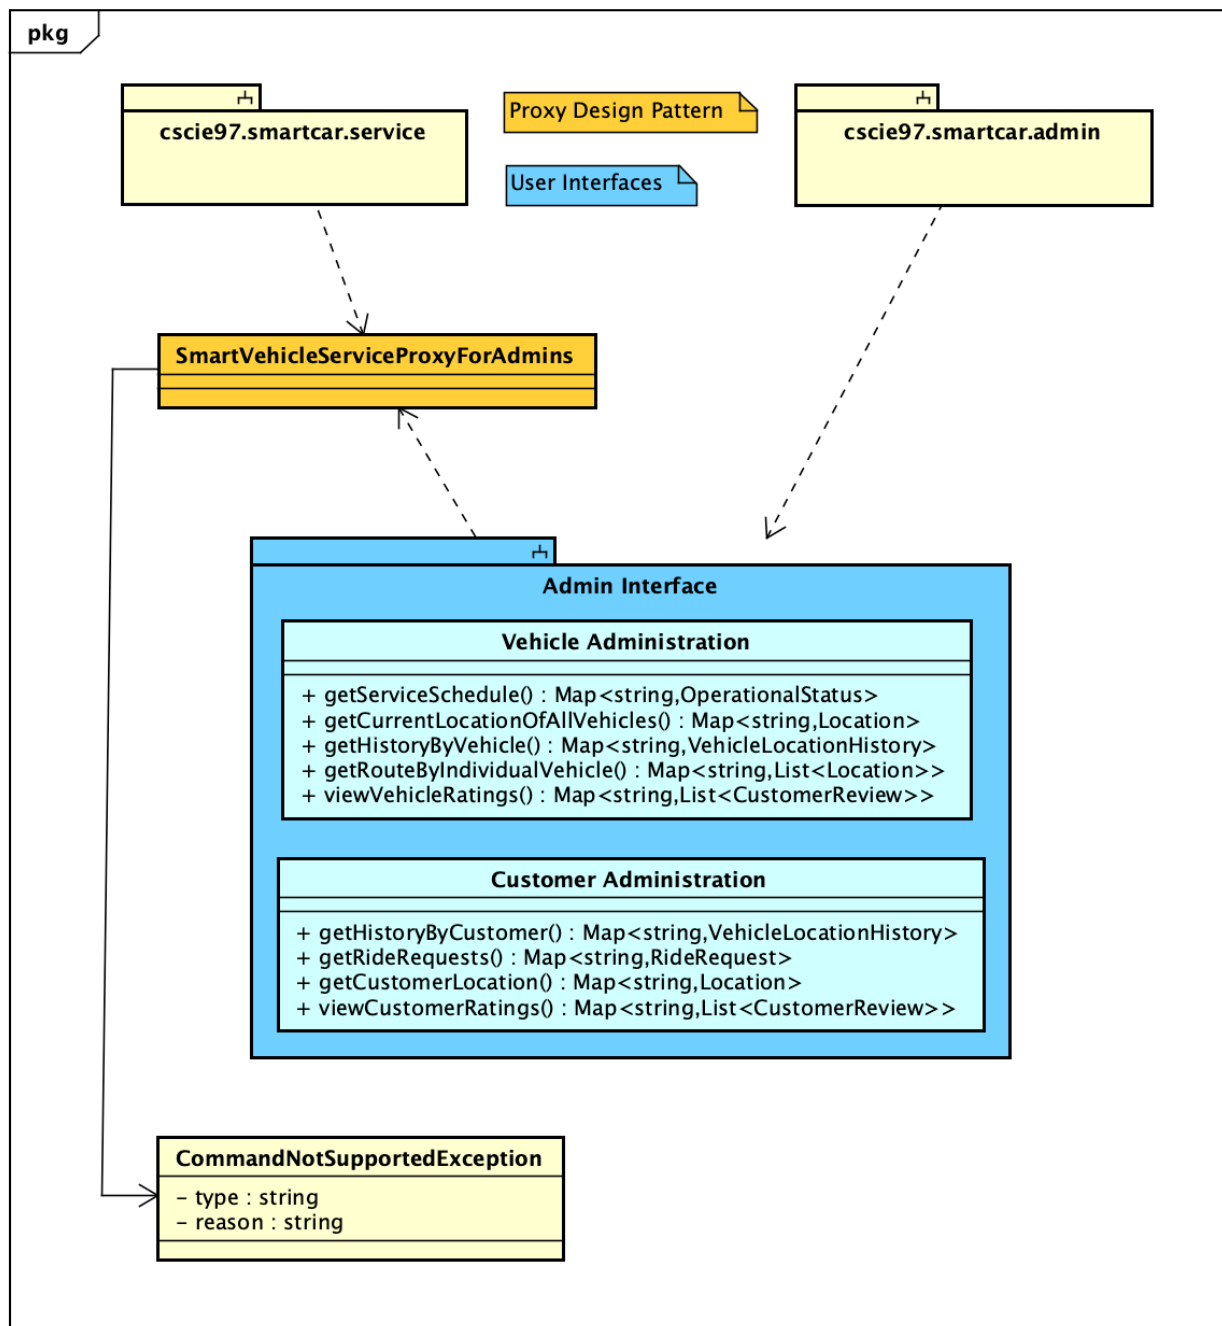 pkg
cscie97.smartcar.service
Proxy Design Pattern
User Interfaces
cscie97.smartcar.admin
SmartVehicleServiceProxyForAdmins
Admin Interface
Vehicle Administration
+ getServiceSchedule() : Map<string,OperationalStatus>
+ getCurrentLocationOfAllVehicles() : Map<string,Location>
+ getHistoryByVehicle() : Map<string,VehicleLocationHistory>
+ getRouteByIndividualVehicle() : Map<string,List<Location>>
+ viewVehicleRatings() : Map<string,List<CustomerReview>>
Customer Administration
+ getHistoryByCustomer() : Map<string,VehicleLocationHistory>
+ getRideRequests() : Map<string,RideRequest>
+ getCustomerLocation() : Map<string,Location>
+ viewCustomerRatings() : Map<string,List<CustomerReview>>
CommandNotSupportedException
- type : string
- reason : string